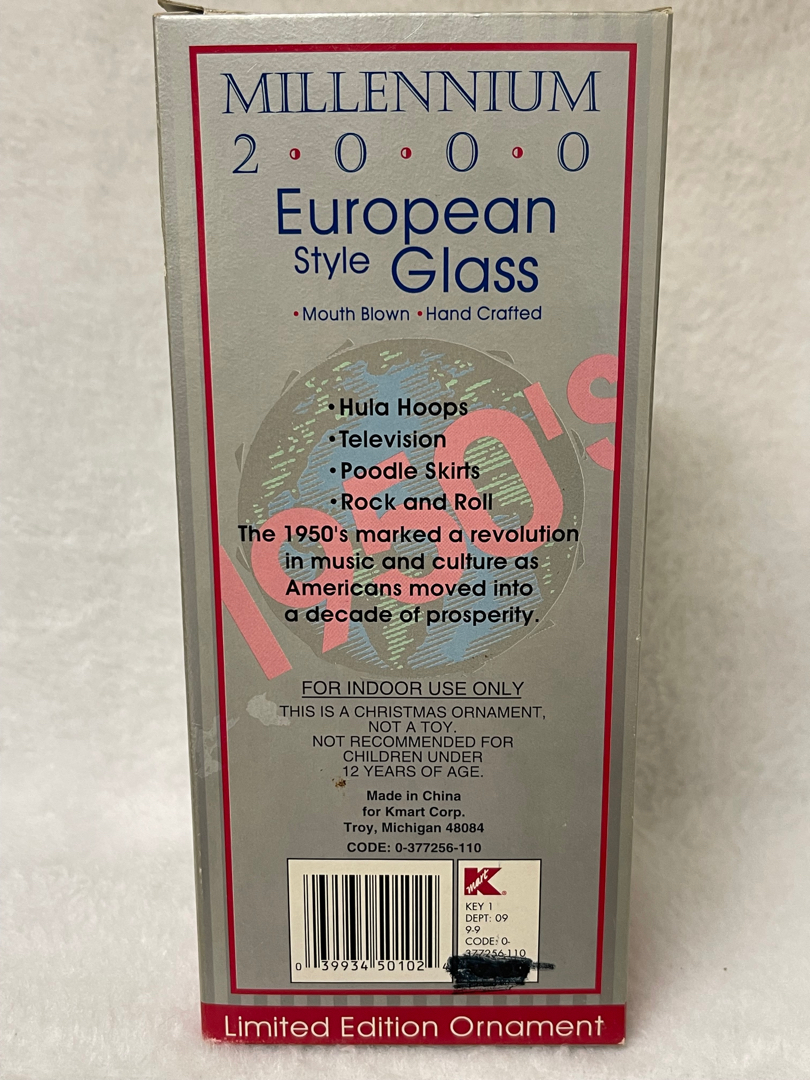 MILLENNIUM
2•0•0•0
European
Style Glass
•Mouth Blown •Hand Crafted
1950's
•Hula Hoops
•Television
•Poodle Skirts
•Rock and Roll
The 1950's marked a revolution
in music and culture as
Americans moved into
a decade of prosperity.
FOR INDOOR USE ONLY
THIS IS A CHRISTMAS ORNAMENT,
NOT A TOY.
NOT RECOMMENDED FOR
CHILDREN UNDER
12 YEARS OF AGE.
Made in China
for Kmart Corp.
Troy, Michigan 48084
CODE: 0-377256-110
K mart
KEY 1
DEPT: 09
9-9
CODE: 0-
377256-110
0 39934 50102 4
Limited Edition Ornament